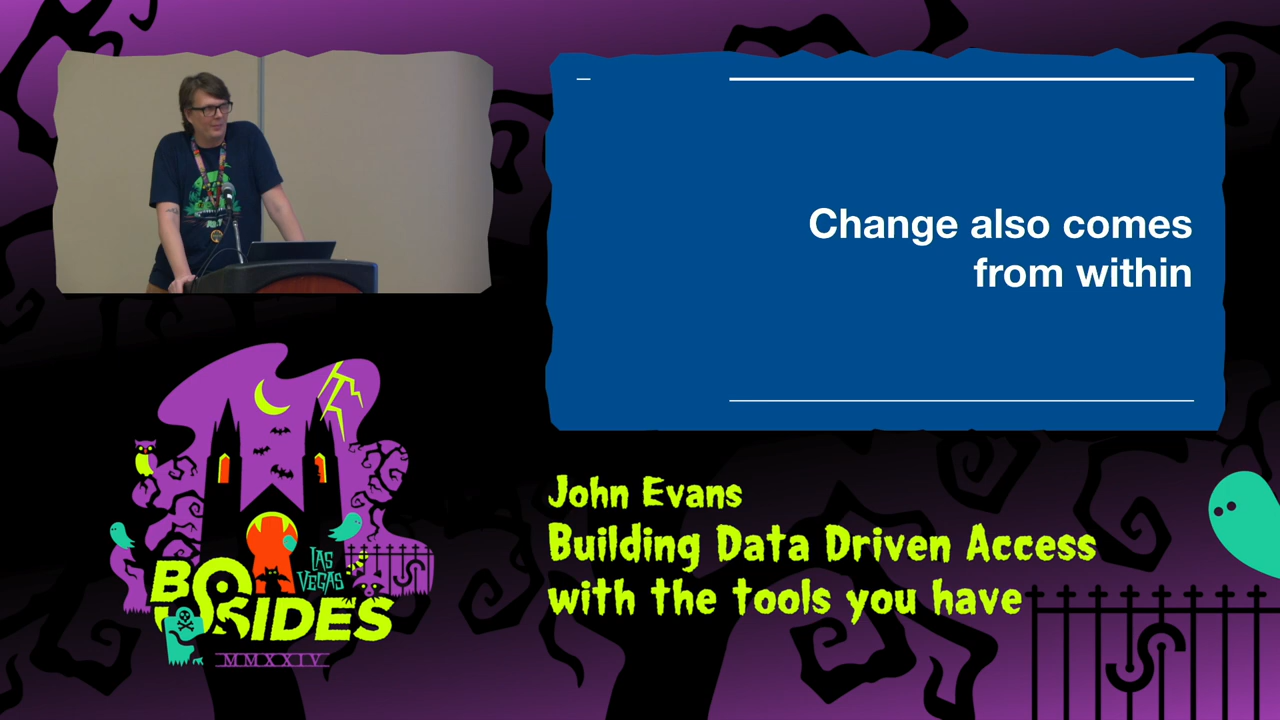 Change also comes
from within
John Evans
Building Data Driven Access
with the tools you have
LAS
VEGAS
BSIDES
MMXXIV